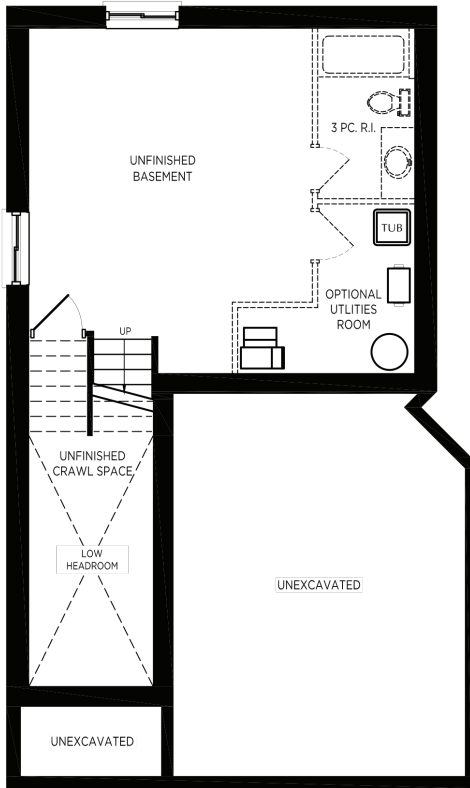 3 PC. R.I.
UNFINISHED
BASEMENT
TUB
OPTIONAL
UTLITIES
ROOM
UP
UNFINISHED
CRAWL SPACE
LOW
HEADROOM
UNEXCAVATED
UNEXCAVATED